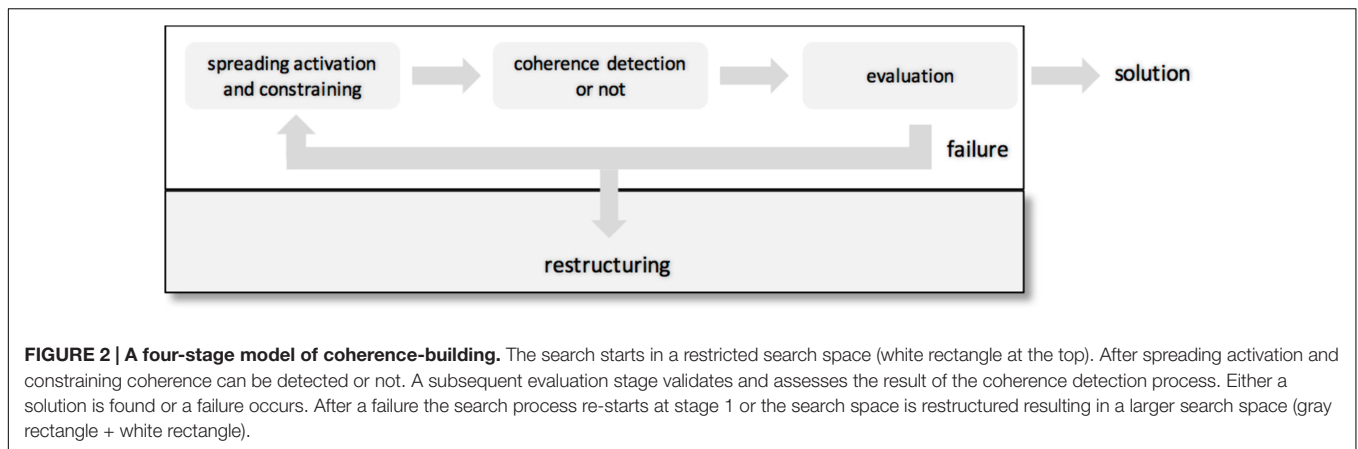 spreading activation
and constraining
coherence detection
or not
evaluation
solution
failure
restructuring
FIGURE 2 | A four-stage model of coherence-building. The search starts in a restricted search space (white rectangle at the top). After spreading activation and
constraining coherence can be detected or not. A subsequent evaluation stage validates and assesses the result of the coherence detection process. Either a
solution is found or a failure occurs. After a failure the search process re-starts at stage 1 or the search space is restructured resulting in a larger search space (gray
rectangle + white rectangle).